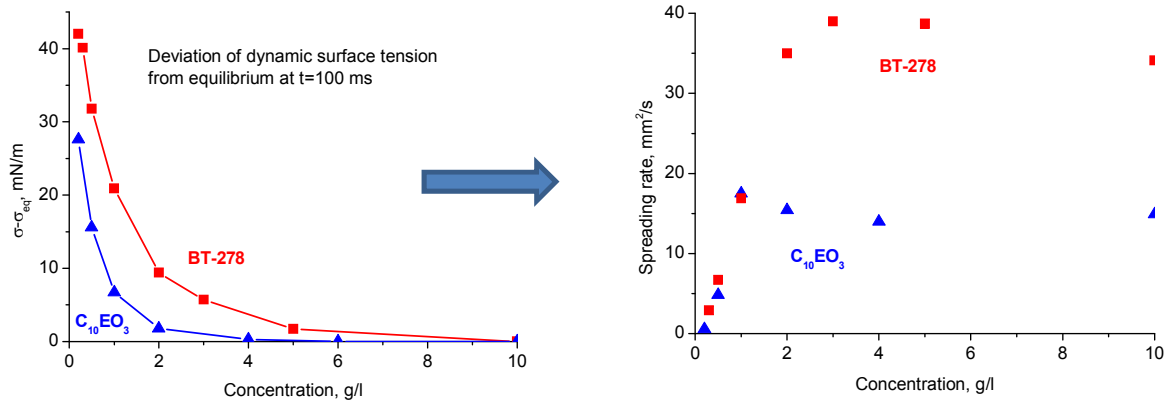 Deviation of dynamic surface tension
from equilibrium at t=100 ms
σ-σeq, mN/m
40
30
20
10
0
BT-278
C10EO3
0 2 4 6 8 10
Concentration, g/l
Spreading rate, mm2/s
40
30
20
10
0
BT-278
C10EO3
0 2 4 6 8 10
Concentration, g/l